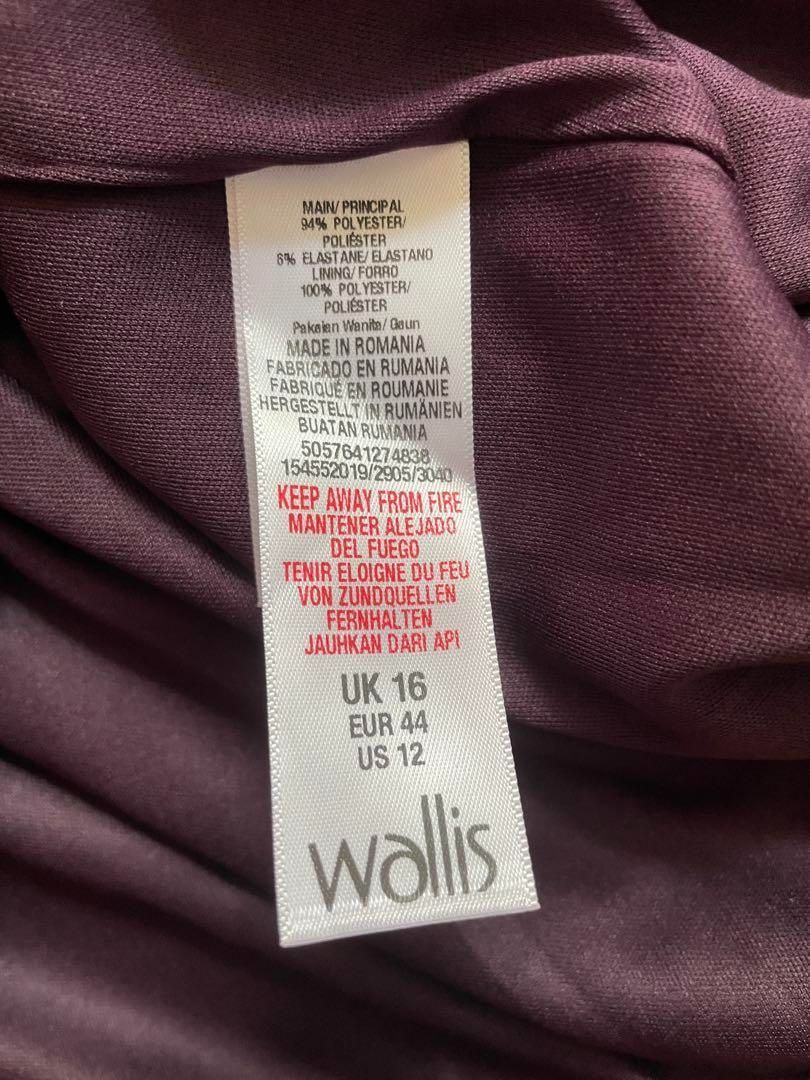 MAIN/ PRINCIPAL
94% POLYESTER/
POLIÉSTER
6% ELASTANE/ ELASTANO
LINING/ FORRO
100% POLYESTER/
POLIÉSTER
Pakaian Wanita/ Gaun
MADE IN ROMANIA
FABRICADO EN RUMANIA
FABRIQUÉ EN ROUMANIE
HERGESTELLT IN RUMÄNIEN
BUATAN RUMANIA
5057641274838
154552019/2905/3040
KEEP AWAY FROM FIRE
MANTENER ALEJADO
DEL FUEGO
TENIR ELOIGNE DU FEU
VON ZUNDQUELLEN
FERNHALTEN
JAUHKAN DARI API
UK 16
EUR 44
US 12
wallis